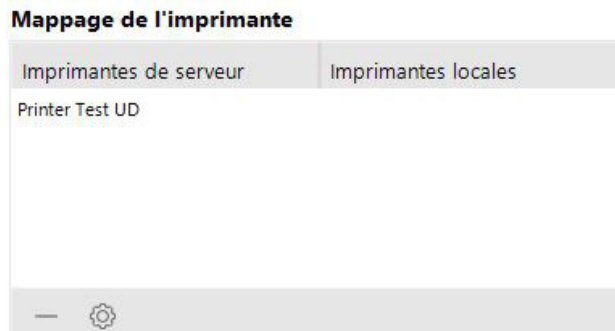 Mappage de l'imprimante
Imprimantes de serveur Imprimantes locales
Printer Test UD